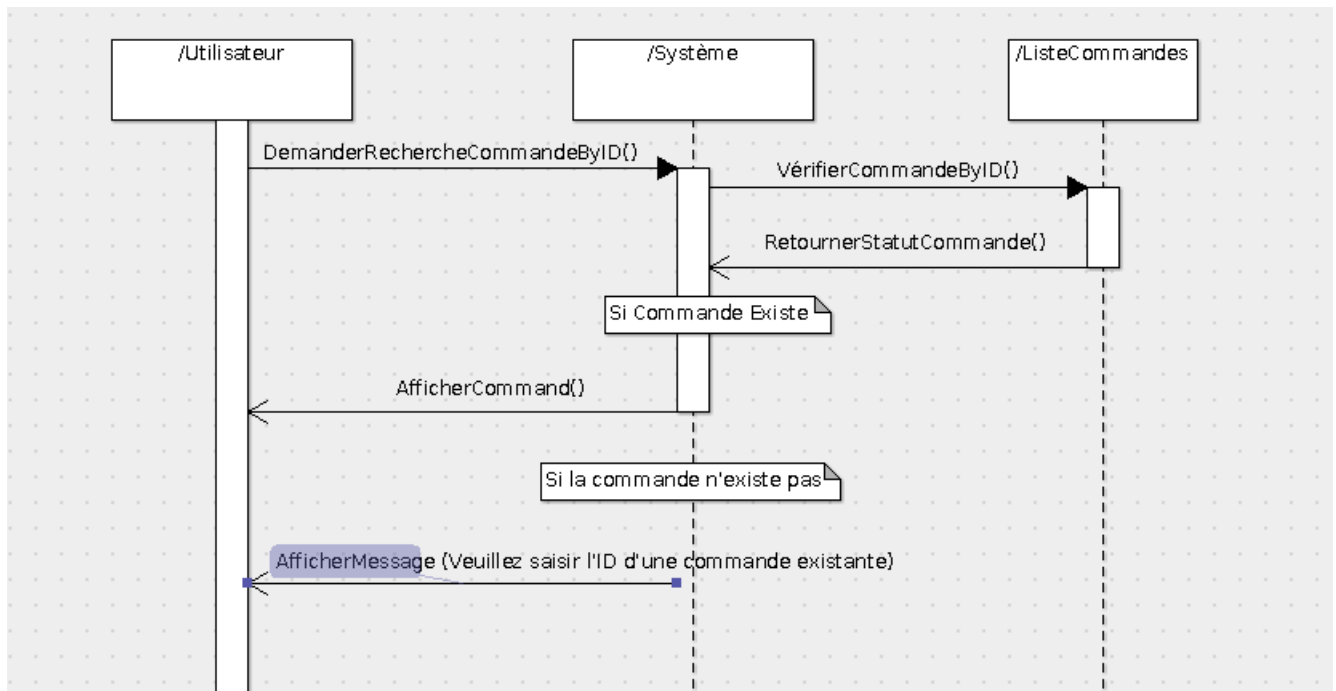 /Utilisateur
/Système
/ListeCommandes
DemanderRechercheCommandeByID()
VérifierCommandeByID()
RetournerStatutCommande()
Si Commande Existe
AfficherCommand()
Si la commande n'existe pas
AfficherMessage (Veuillez saisir l'ID d'une commande existante)